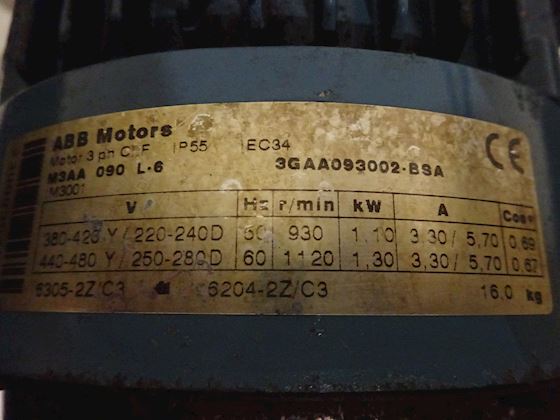 ABB Motors
CE
Motor 3 ph CL F IP55 IEC34
M3AA 090 L-6 3GAA093002-BSA
M3001
V Hz r/min kW A Cosφ
380-420 Y/ 220-240D 50 930 1,10 3,30/ 5,70 0.69
440-480 Y/ 250-280D 60 1120 1,30 3,30/ 5,70 0.67
6305-2Z/C3 6204-2Z/C3 16.0 kg